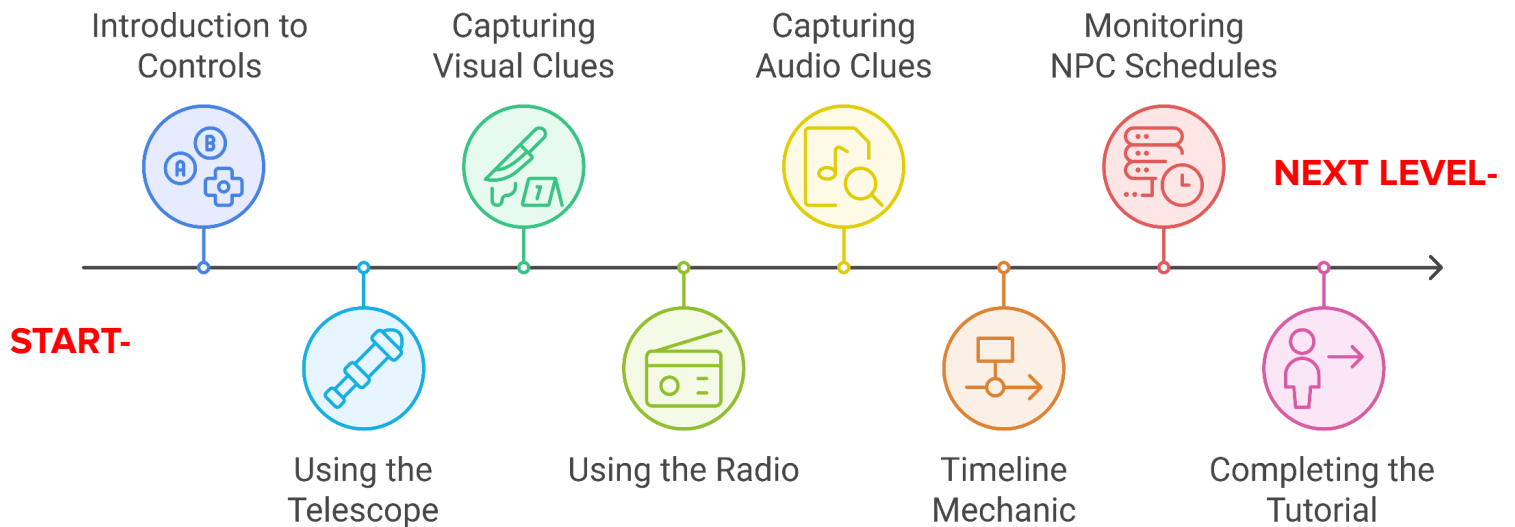 Introduction to
Controls
Capturing
Visual Clues
Capturing
Audio Clues
Monitoring
NPC Schedules
B
A
1
NEXT LEVEL-
START-
Using the
Telescope
Using the Radio
Timeline
Mechanic
Completing the
Tutorial